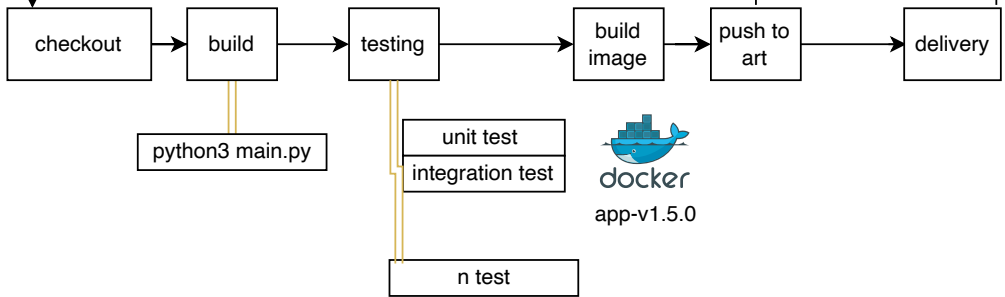 checkout
build
testing
build
image
push to
art
delivery
python3 main.py
unit test
integration test
docker
app-v1.5.0
n test